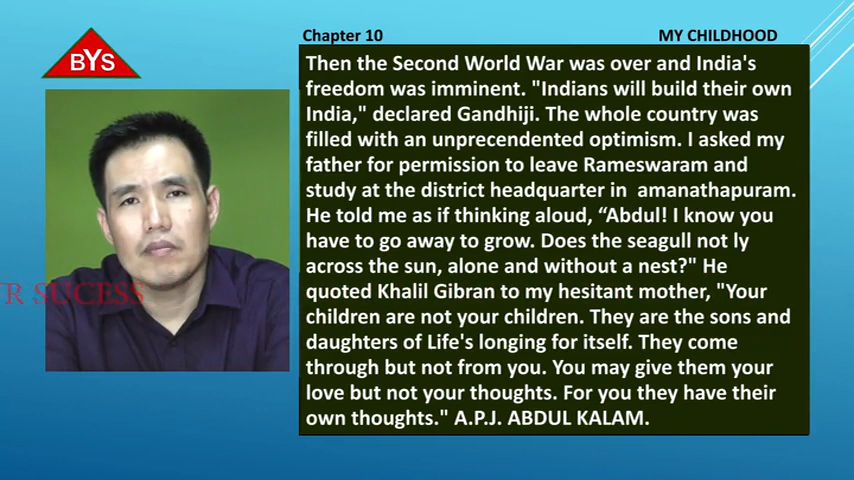 BYS
Chapter 10 MY CHILDHOOD
Then the Second World War was over and India's
freedom was imminent. "Indians will build their own
India," declared Gandhiji. The whole country was
filled with an unprecendented optimism. I asked my
father for permission to leave Rameswaram and
study at the district headquarter in amanathapuram.
He told me as if thinking aloud, “Abdul! I know you
have to go away to grow. Does the seagull not ly
across the sun, alone and without a nest?" He
quoted Khalil Gibran to my hesitant mother, "Your
children are not your children. They are the sons and
daughters of Life's longing for itself. They come
through but not from you. You may give them your
love but not your thoughts. For you they have their
own thoughts." A.P.J. ABDUL KALAM.
R SUCESS